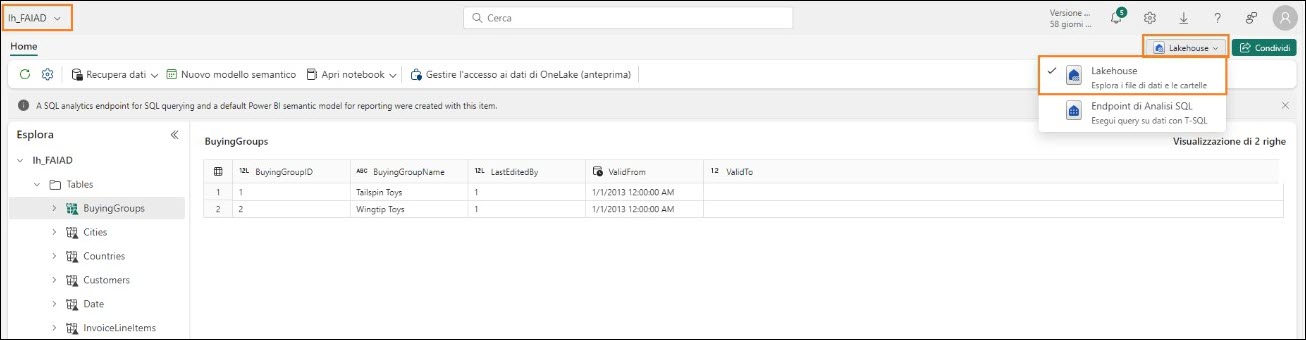 lh_FAIAD
Cerca
Versione ...
58 giorni ...
5
Home
Lakehouse
Condividi
Recupera dati
Nuovo modello semantico
Apri notebook
Gestire l'accesso ai dati di OneLake (anteprima)
Lakehouse
Esplora i file di dati e le cartelle
A SQL analytics endpoint for SQL querying and a default Power BI semantic model for reporting were created with this item.
Endpoint di Analisi SQL
Esegui query su dati con T-SQL
Esplora
BuyingGroups
Visualizzazione di 2 righe
lh_FAIAD
Tables
BuyingGroups
Cities
Countries
Customers
Date
InvoiceLineItems
12L BuyingGroupID ABC BuyingGroupName 12L LastEditedBy ValidFrom 12 ValidTo
1 1 Tailspin Toys 1 1/1/2013 12:00:00 AM
2 2 Wingtip Toys 1 1/1/2013 12:00:00 AM